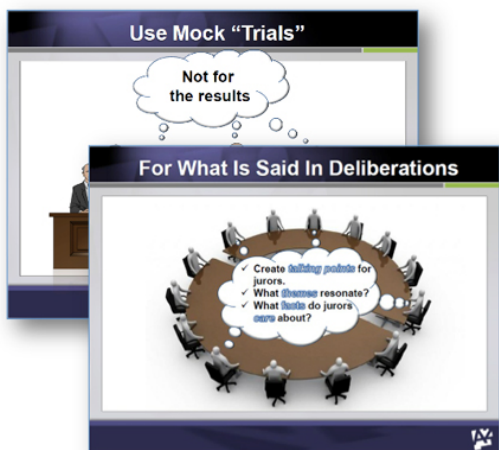 Use Mock “Trials”
Not for
the results
For What Is Said In Deliberations
✓ Create talking points for
jurors.
✓ What themes resonate?
✓ What facts do jurors
care about?